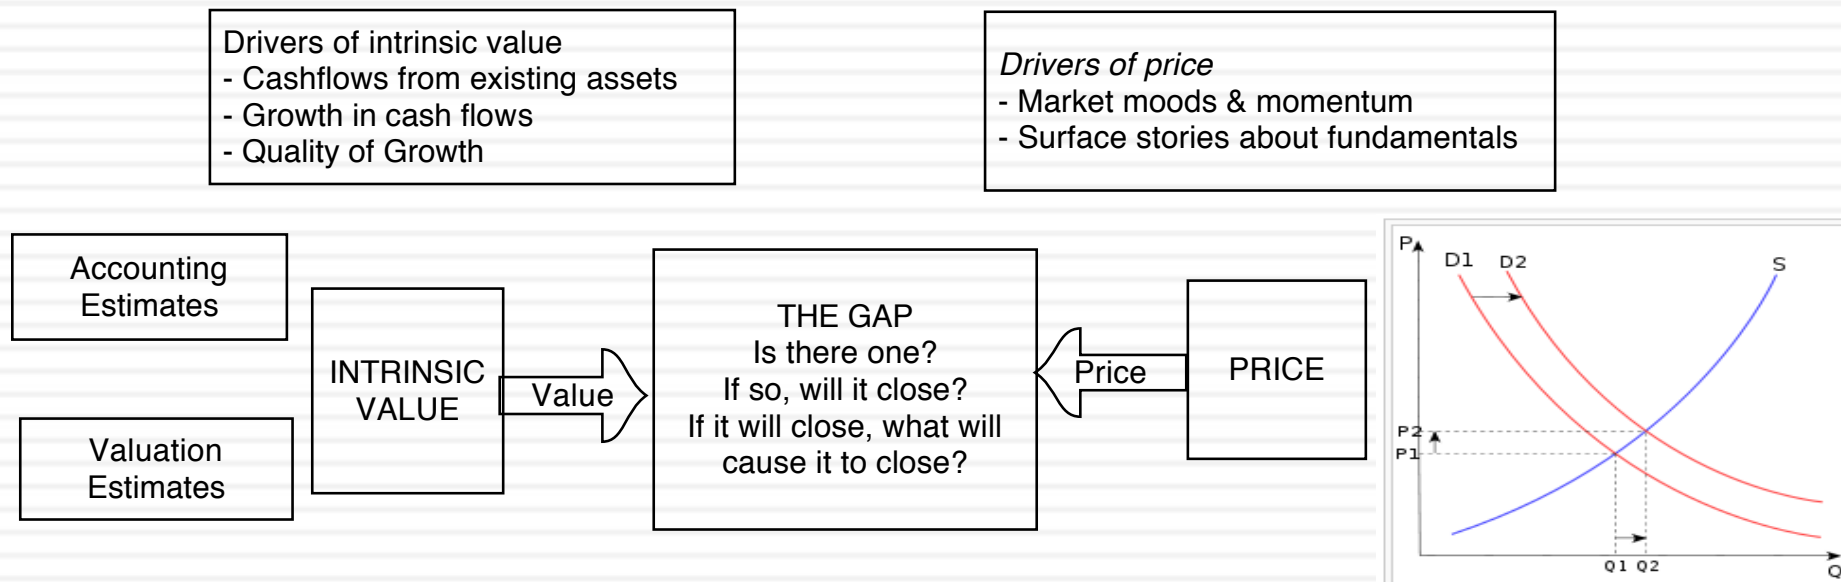 Drivers of intrinsic value
- Cashflows from existing assets
- Growth in cash flows
- Quality of Growth
Drivers of price
- Market moods & momentum
- Surface stories about fundamentals
Accounting
Estimates
Valuation
Estimates
INTRINSIC
VALUE
Value
THE GAP
Is there one?
If so, will it close?
If it will close, what will
cause it to close?
Price
PRICE
P
D1
D2
S
P2
P1
Q1
Q2
Q